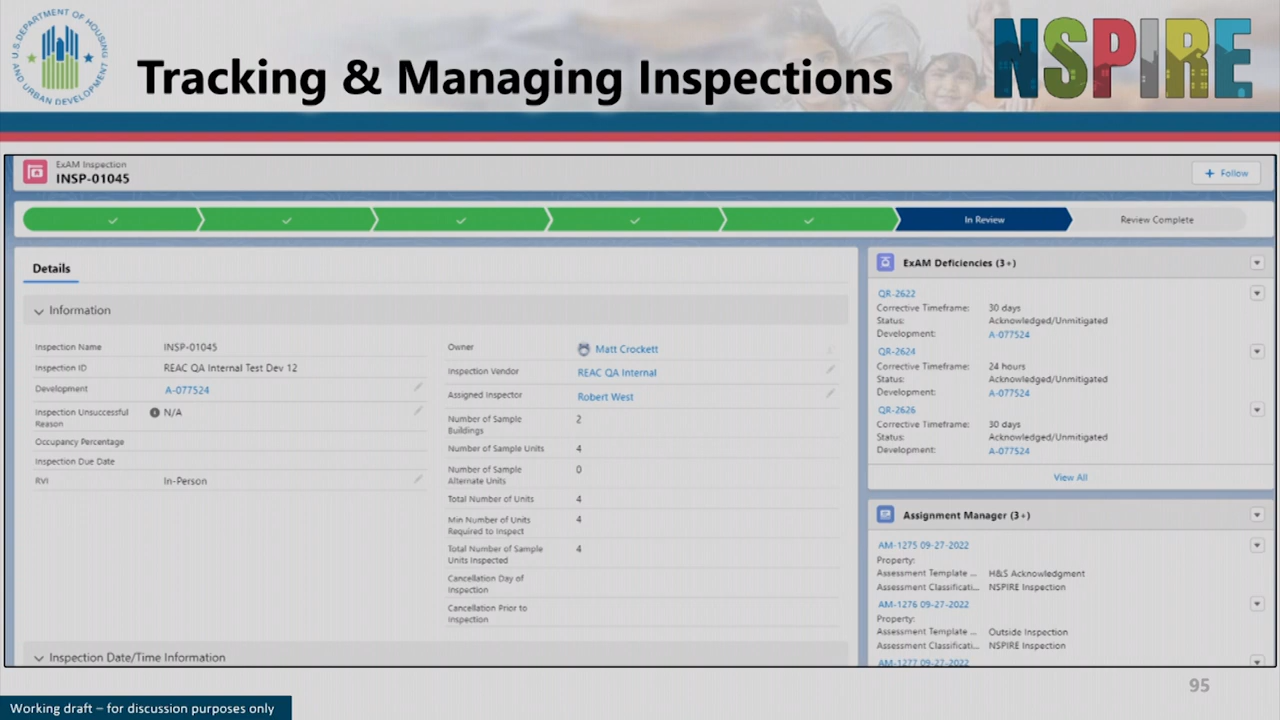 U.S. DEPARTMENT OF HOUSING AND URBAN DEVELOPMENT
Tracking & Managing Inspections
NSPIRE
ExAM Inspection
INSP-01045
+ Follow
In Review
Review Complete
Details
Information
Inspection Name INSP-01045
Inspection ID REAC QA Internal Test Dev 12
Development A-077524
Inspection Unsuccessful
Reason
N/A
Occupancy Percentage
Inspection Due Date
RVI In-Person
Owner Matt Crockett
Inspection Vendor REAC QA Internal
Assigned Inspector Robert West
Number of Sample
Buildings
2
Number of Sample Units 4
Number of Sample
Alternate Units
0
Total Number of Units 4
Min Number of Units
Required to Inspect
4
Total Number of Sample
Units Inspected
4
Cancellation Day of
Inspection
Cancellation Prior to
Inspection
Inspection Date/Time Information
ExAM Deficiencies (3+)
QR-2622
Corrective Timeframe: 30 days
Status: Acknowledged/Unmitigated
Development: A-077524
QR-2624
Corrective Timeframe: 24 hours
Status: Acknowledged/Unmitigated
Development: A-077524
QR-2626
Corrective Timeframe: 30 days
Status: Acknowledged/Unmitigated
Development: A-077524
View All
Assignment Manager (3+)
AM-1275 09-27-2022
Property:
Assessment Template ... H&S Acknowledgment
Assessment Classificati... NSPIRE Inspection
AM-1276 09-27-2022
Property:
Assessment Template ... Outside Inspection
Assessment Classificati... NSPIRE Inspection
AM-1277 09-27-2022
95
Working draft – for discussion purposes only